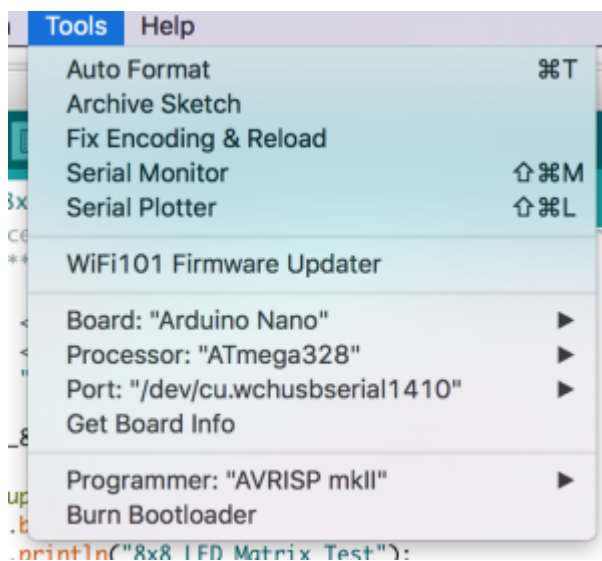 Tools Help
Auto Format ⌘T
Archive Sketch
Fix Encoding & Reload
Serial Monitor ⇧⌘M
Serial Plotter ⇧⌘L
WiFi101 Firmware Updater
Board: "Arduino Nano"
Processor: "ATmega328"
Port: "/dev/cu.wchusbserial1410"
Get Board Info
Programmer: "AVRISP mkII"
Burn Bootloader
.println("8x8 LED Matrix Test");